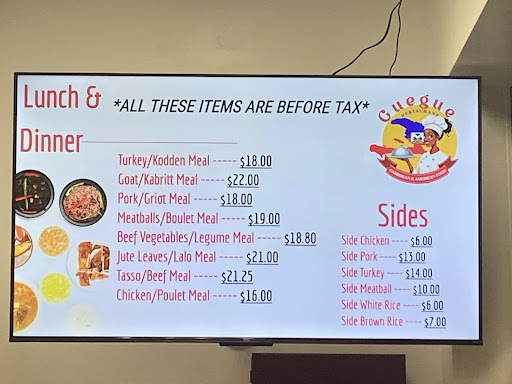 Lunch &
Dinner
*ALL THESE ITEMS ARE BEFORE TAX*
Turkey/Kodden Meal ----- $18.00
Goat/Kabritt Meal ----- $22.00
Pork/Griot Meal ----- $18.00
Meatballs/Boulet Meal ----- $19.00
Beef Vegetables/Legume Meal ----- $18.80
Jute Leaves/Lalo Meal ----- $21.00
Tasso/Beef Meal ----- $21.25
Chicken/Poulet Meal ----- $16.00
Guegue
RESTAURANT
Sides
Side Chicken ---- $6.00
Side Pork ---- $13.00
Side Turkey ---- $14.00
Side Meatball ---- $10.00
Side White Rice ---- $6.00
Side Brown Rice ---- $7.00